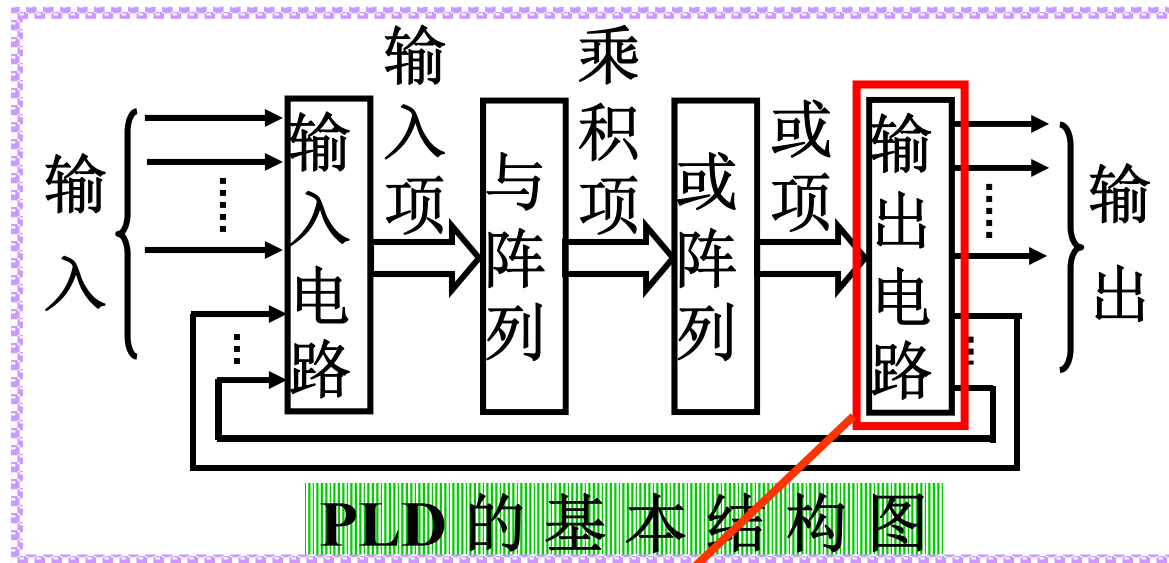 输入
输入电路
输入项
与阵列
乘积项
或阵列
或项
输出电路
输出
PLD的基本结构图